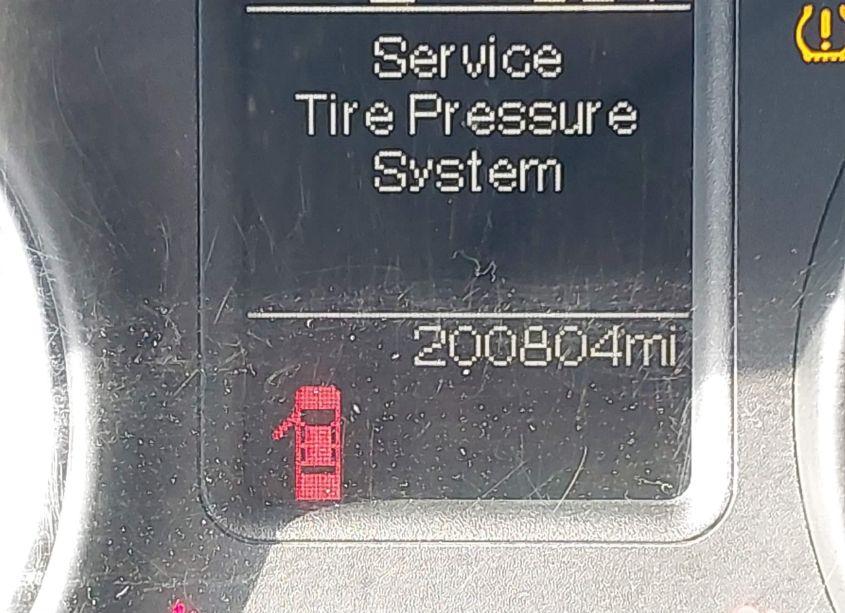 Service
Tire Pressure
System
200804mi